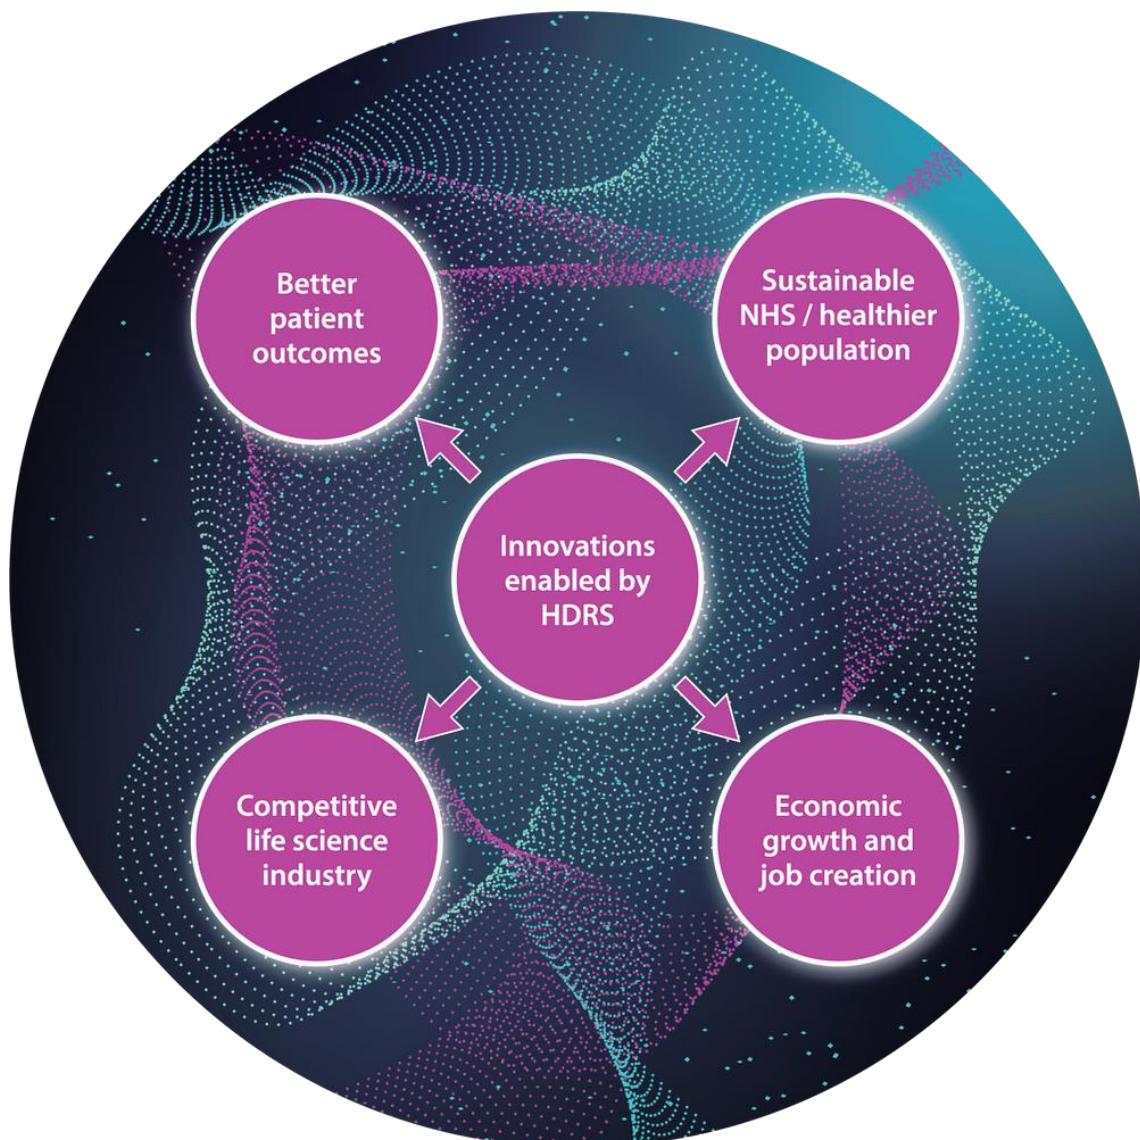 Better
patient
outcomes
Sustainable
NHS / healthier
population
Innovations
enabled by
HDRS
Competitive
life science
industry
Economic
growth and
job creation